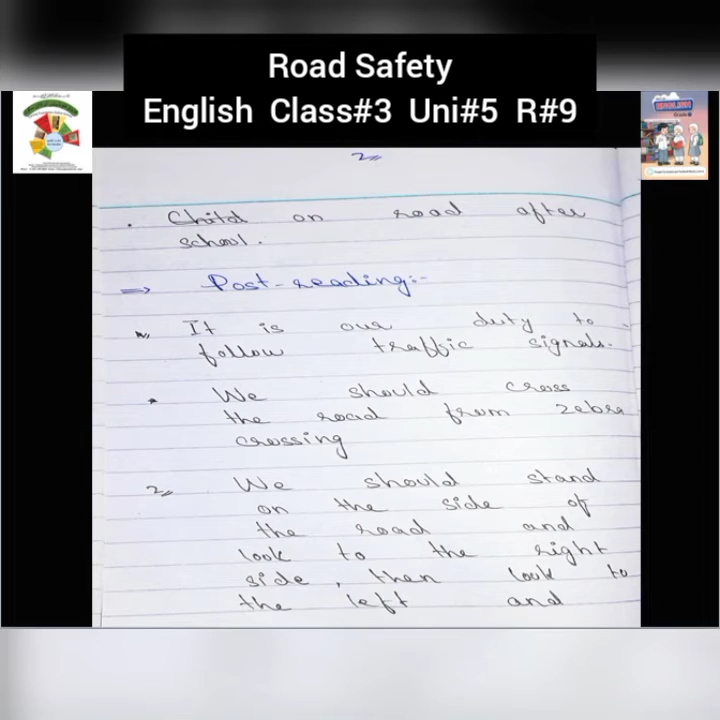 Road Safety
English Class#3 Uni#5 R#9
ENGLISH
2
. Child on road after
school.
=> Post-reading:-
It is our duty to
follow traffic signals.
* We should cross
the road from zebra
crossing
2 We should stand
on the side of
the road and
look to the right
side, then look to
the left and